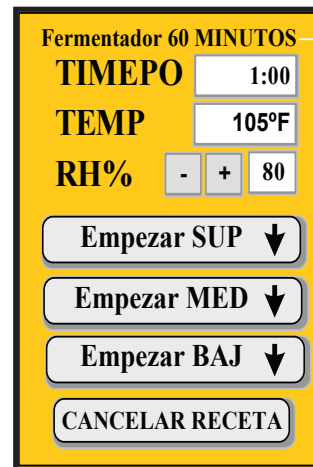 Fermentador 60 MINUTOS
TIMEPO 1:00
TEMP 105ºF
RH% - + 80
Empezar SUP
Empezar MED
Empezar BAJ
CANCELAR RECETA